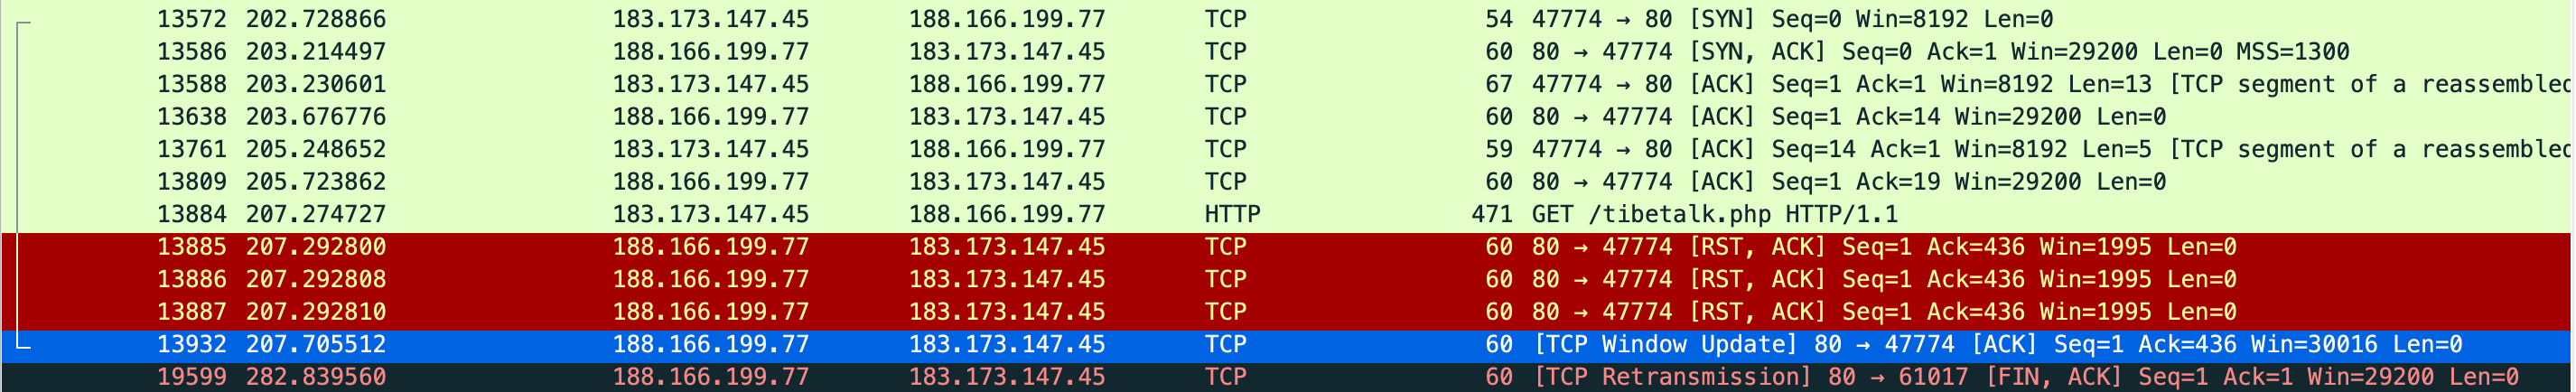 13572 202.728866 183.173.147.45 188.166.199.77 TCP 54 47774 → 80 [SYN] Seq=0 Win=8192 Len=0
13586 203.214497 188.166.199.77 183.173.147.45 TCP 60 80 → 47774 [SYN, ACK] Seq=0 Ack=1 Win=29200 Len=0 MSS=1300
13588 203.230601 183.173.147.45 188.166.199.77 TCP 67 47774 → 80 [ACK] Seq=1 Ack=1 Win=8192 Len=13 [TCP segment of a reassembled
13638 203.676776 188.166.199.77 183.173.147.45 TCP 60 80 → 47774 [ACK] Seq=1 Ack=14 Win=29200 Len=0
13761 205.248652 183.173.147.45 188.166.199.77 TCP 59 47774 → 80 [ACK] Seq=14 Ack=1 Win=8192 Len=5 [TCP segment of a reassembled
13809 205.723862 188.166.199.77 183.173.147.45 TCP 60 80 → 47774 [ACK] Seq=1 Ack=19 Win=29200 Len=0
13884 207.274727 183.173.147.45 188.166.199.77 HTTP 471 GET /tibetalk.php HTTP/1.1
13885 207.292800 188.166.199.77 183.173.147.45 TCP 60 80 → 47774 [RST, ACK] Seq=1 Ack=436 Win=1995 Len=0
13886 207.292808 188.166.199.77 183.173.147.45 TCP 60 80 → 47774 [RST, ACK] Seq=1 Ack=436 Win=1995 Len=0
13887 207.292810 188.166.199.77 183.173.147.45 TCP 60 80 → 47774 [RST, ACK] Seq=1 Ack=436 Win=1995 Len=0
13932 207.705512 188.166.199.77 183.173.147.45 TCP 60 [TCP Window Update] 80 → 47774 [ACK] Seq=1 Ack=436 Win=30016 Len=0
19599 282.839560 188.166.199.77 183.173.147.45 TCP 60 [TCP Retransmission] 80 → 61017 [FIN, ACK] Seq=1 Ack=1 Win=29200 Len=0